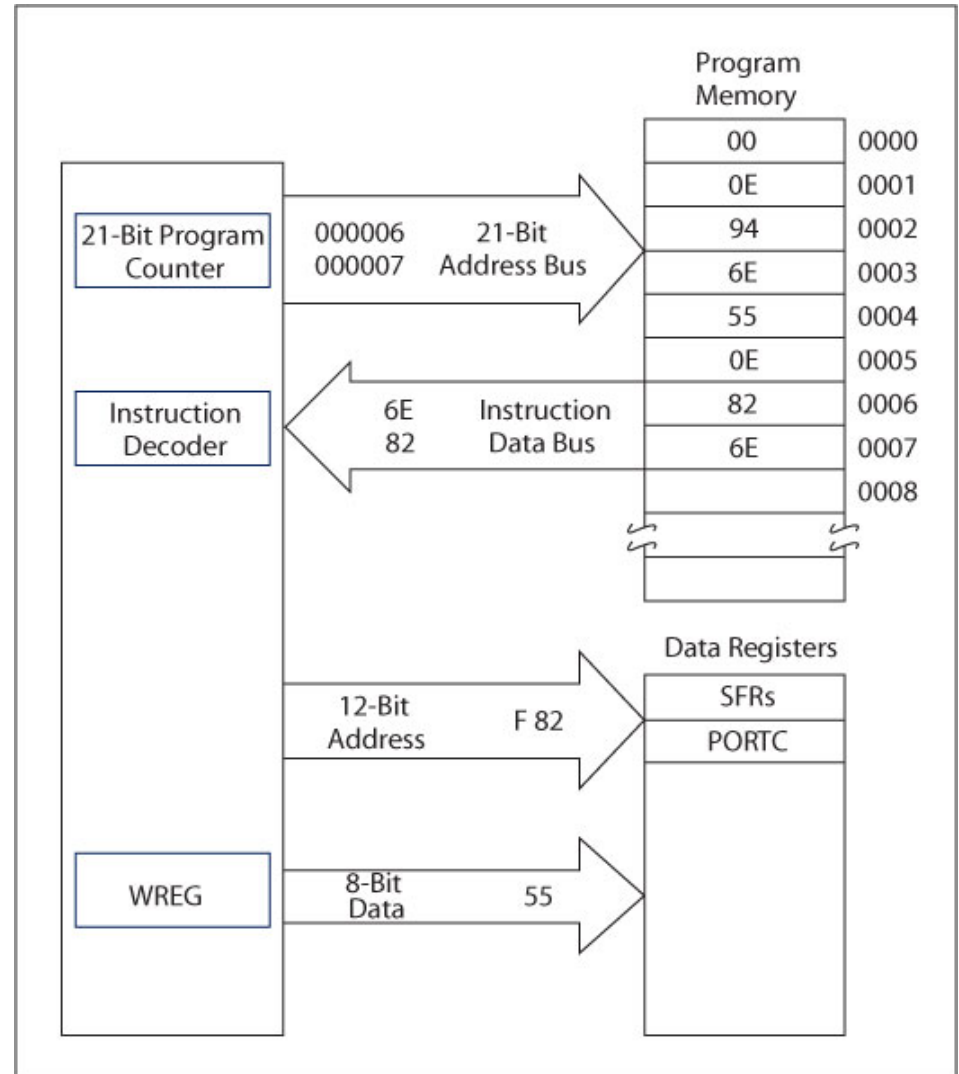 Program
Memory
00 0000
0E 0001
94 0002
6E 0003
55 0004
0E 0005
82 0006
6E 0007
0008
21-Bit Program
Counter
000006 21-Bit
000007 Address Bus
Instruction
Decoder
6E Instruction
82 Data Bus
Data Registers
SFRs
PORTC
12-Bit
Address
F 82
WREG
8-Bit
Data
55